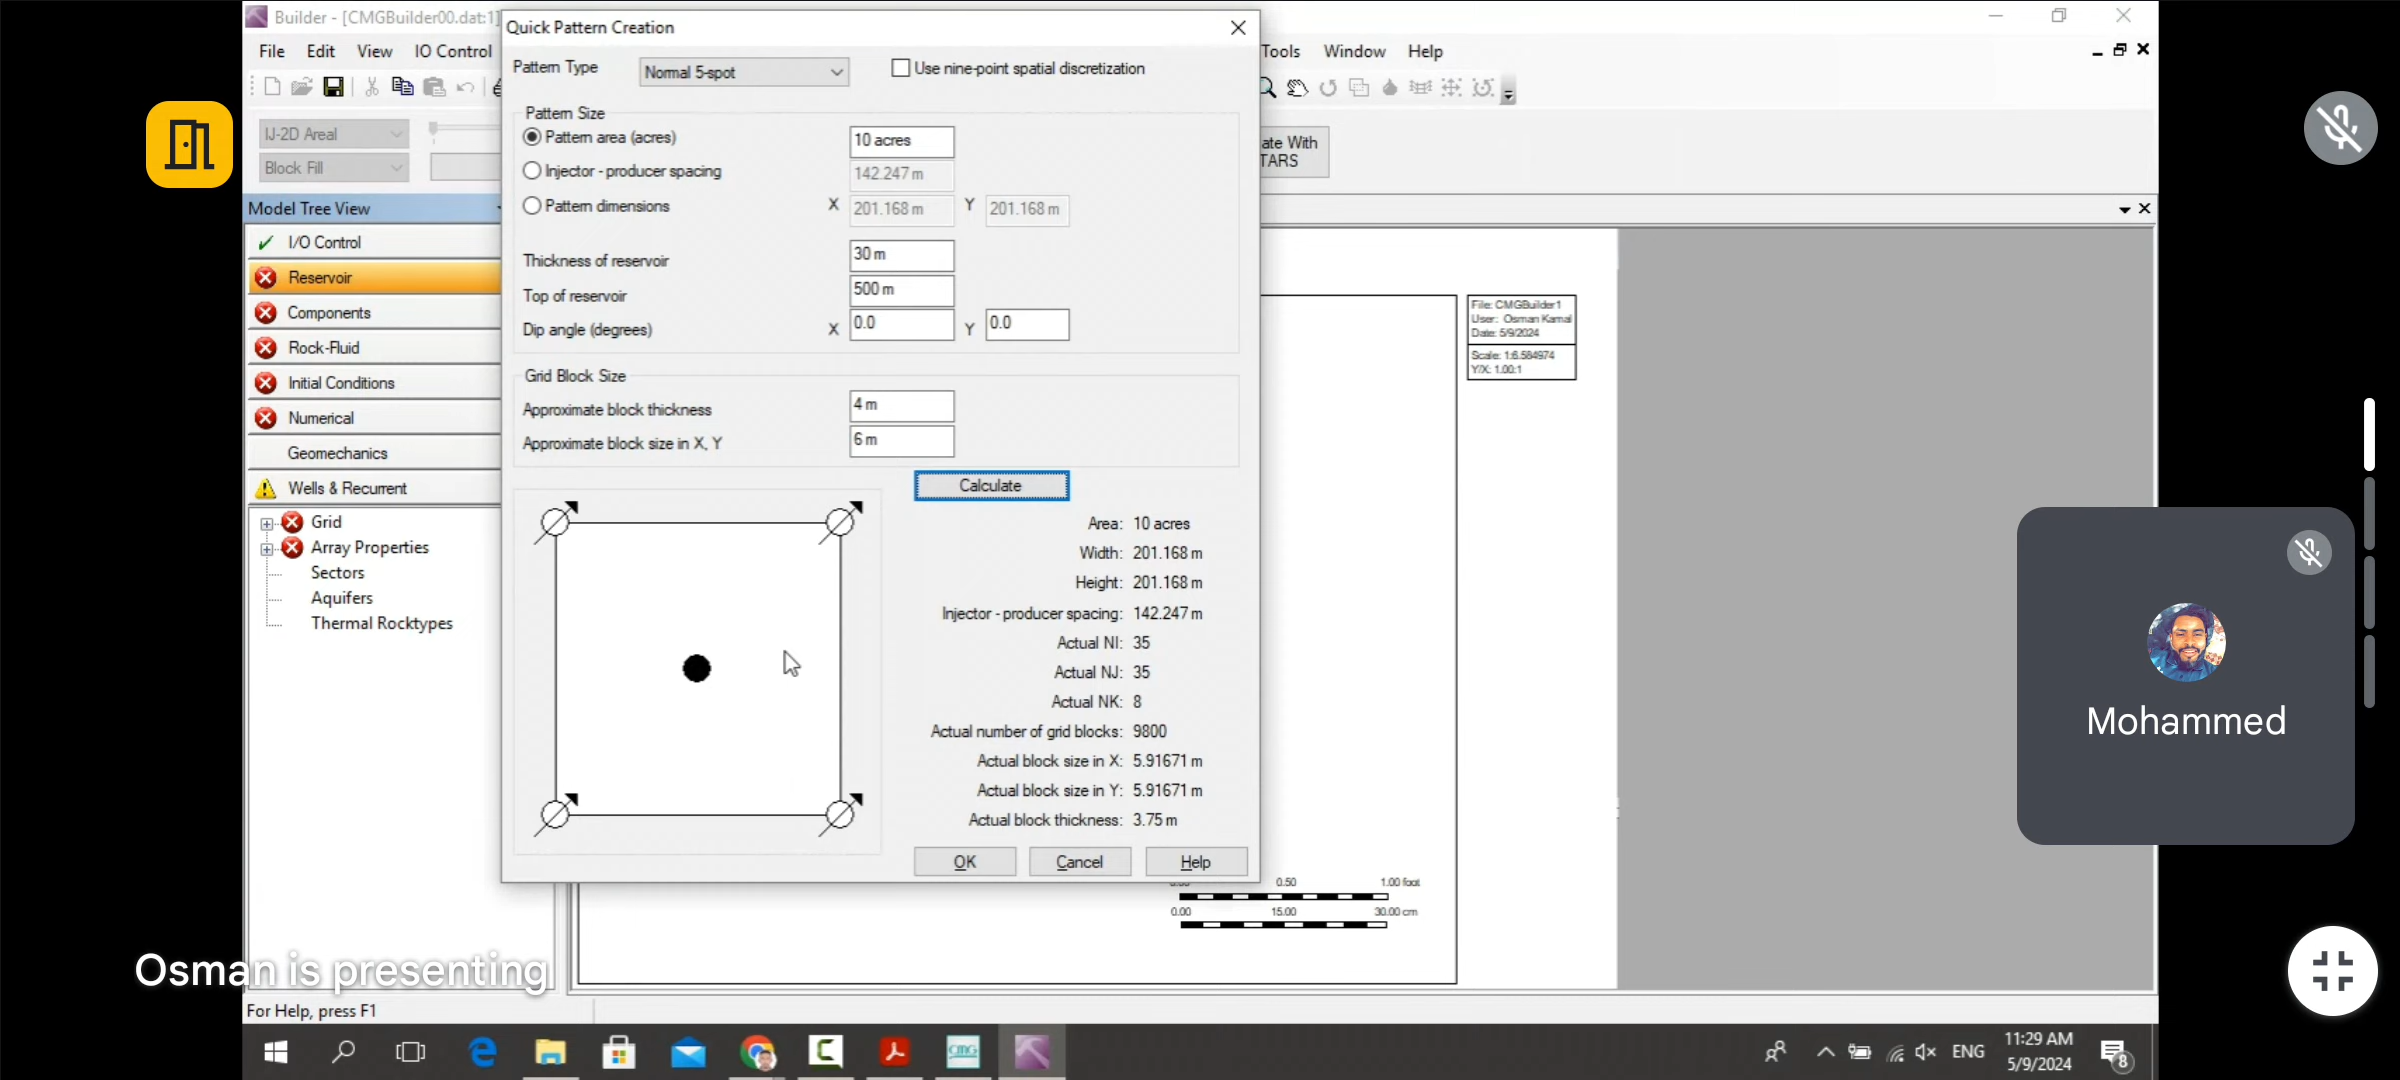 Builder - [CMGBuilder00.dat:1]
File Edit View IO Control
Tools Window Help
Quick Pattern Creation
Pattern Type Normal 5-spot Use nine-point spatial discretization
Pattern Size
Pattern area (acres) 10 acres
Injector - producer spacing 142.247 m
Pattern dimensions X 201.168 m Y 201.168 m
Thickness of reservoir 30 m
Top of reservoir 500 m
Dip angle (degrees) X 0.0 Y 0.0
Grid Block Size
Approximate block thickness 4 m
Approximate block size in X, Y 6 m
Calculate
Area: 10 acres
Width: 201.168 m
Height: 201.168 m
Injector - producer spacing: 142.247 m
Actual NI: 35
Actual NJ: 35
Actual NK: 8
Actual number of grid blocks: 9800
Actual block size in X: 5.91671 m
Actual block size in Y: 5.91671 m
Actual block thickness: 3.75 m
OK Cancel Help
IJ-2D Areal
Block Fill
ate With
TARS
Model Tree View
I/O Control
Reservoir
Components
Rock-Fluid
Initial Conditions
Numerical
Geomechanics
Wells & Recurrent
Grid
Array Properties
Sectors
Aquifers
Thermal Rocktypes
File: CMGBuilder1
User: Osman Kamal
Date: 5/9/2024
Scale: 1:6.584974
Y/X: 1.00:1
0.50 1.00 foot
0.00 15.00 30.00 cm
Mohammed
Osman is presenting
For Help, press F1
CMG
ENG
11:29 AM
5/9/2024
8